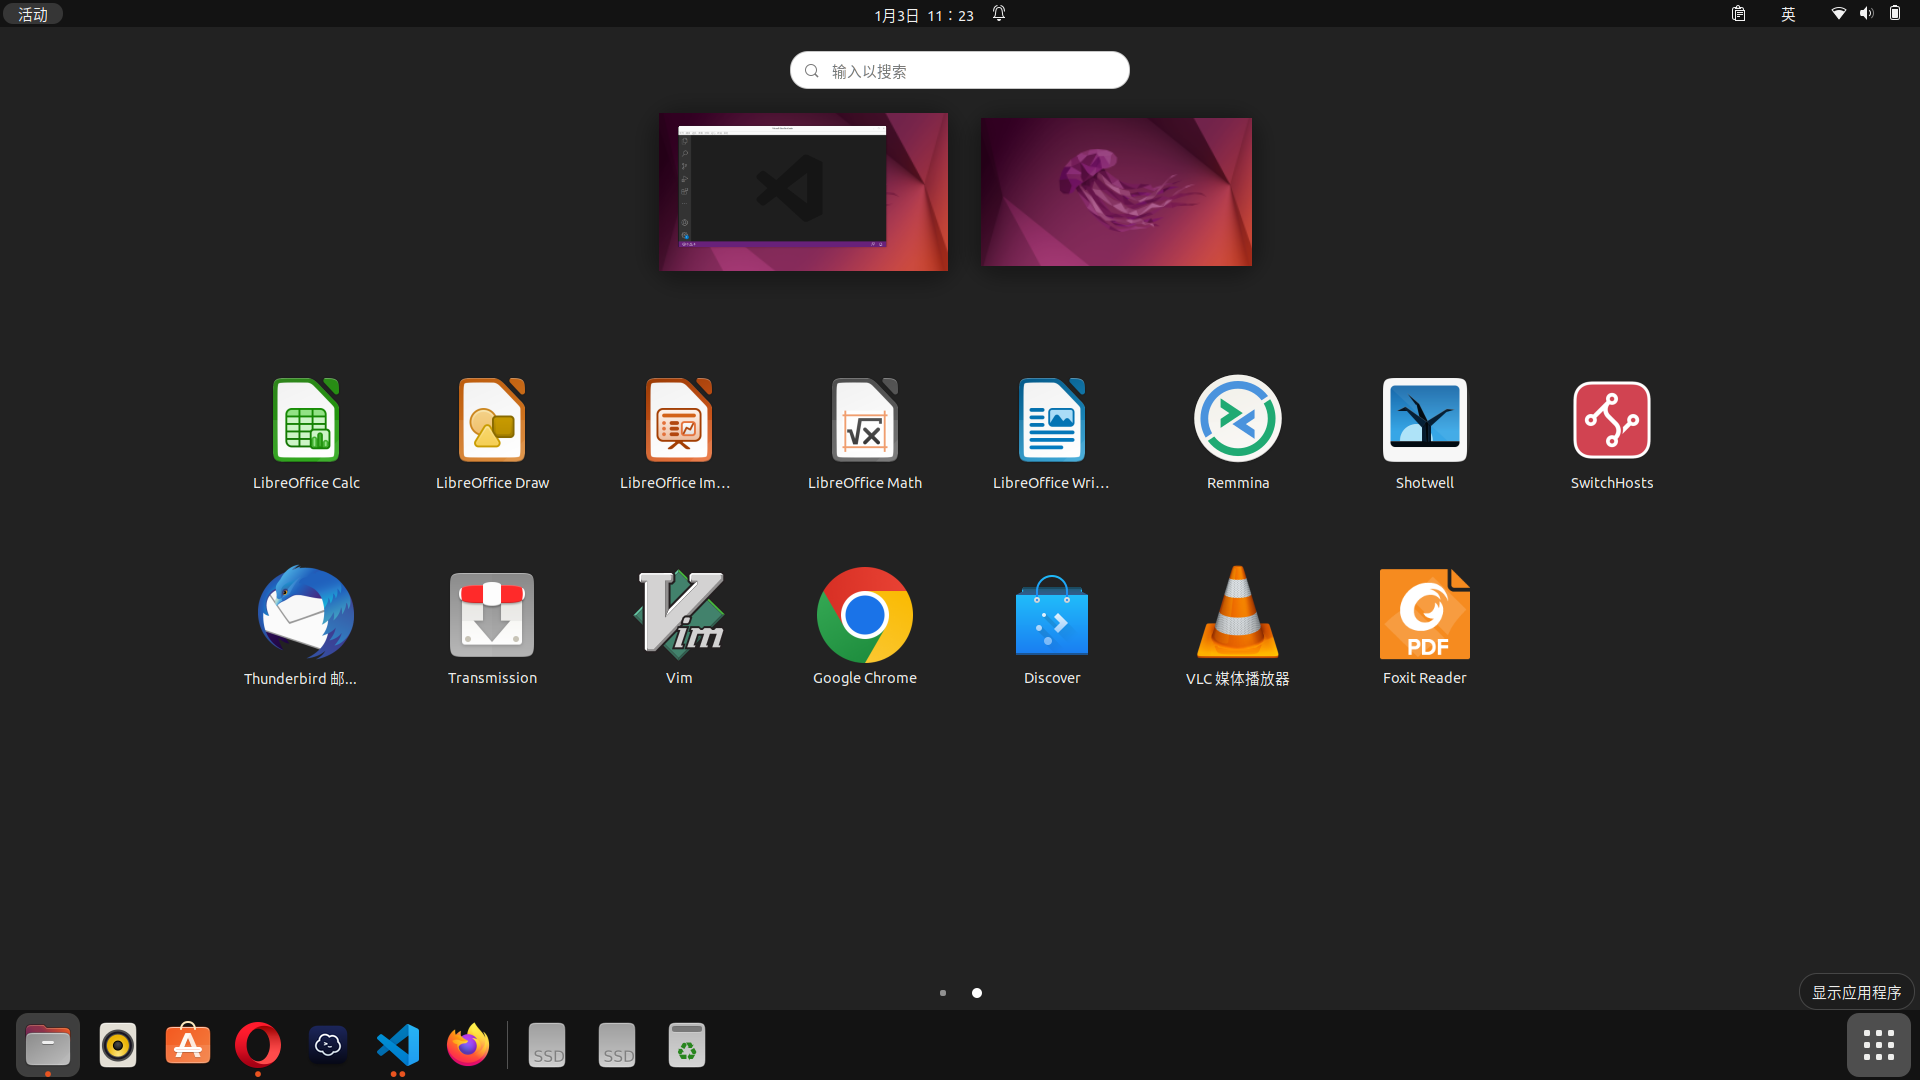 活动
1月3日 11：23
英
输入以搜索
LibreOffice Calc
LibreOffice Draw
LibreOffice Im...
LibreOffice Math
LibreOffice Wri...
Remmina
Shotwell
SwitchHosts
PDF
Thunderbird 邮...
Transmission
Vim
Google Chrome
Discover
VLC 媒体播放器
Foxit Reader
显示应用程序
SSD
SSD